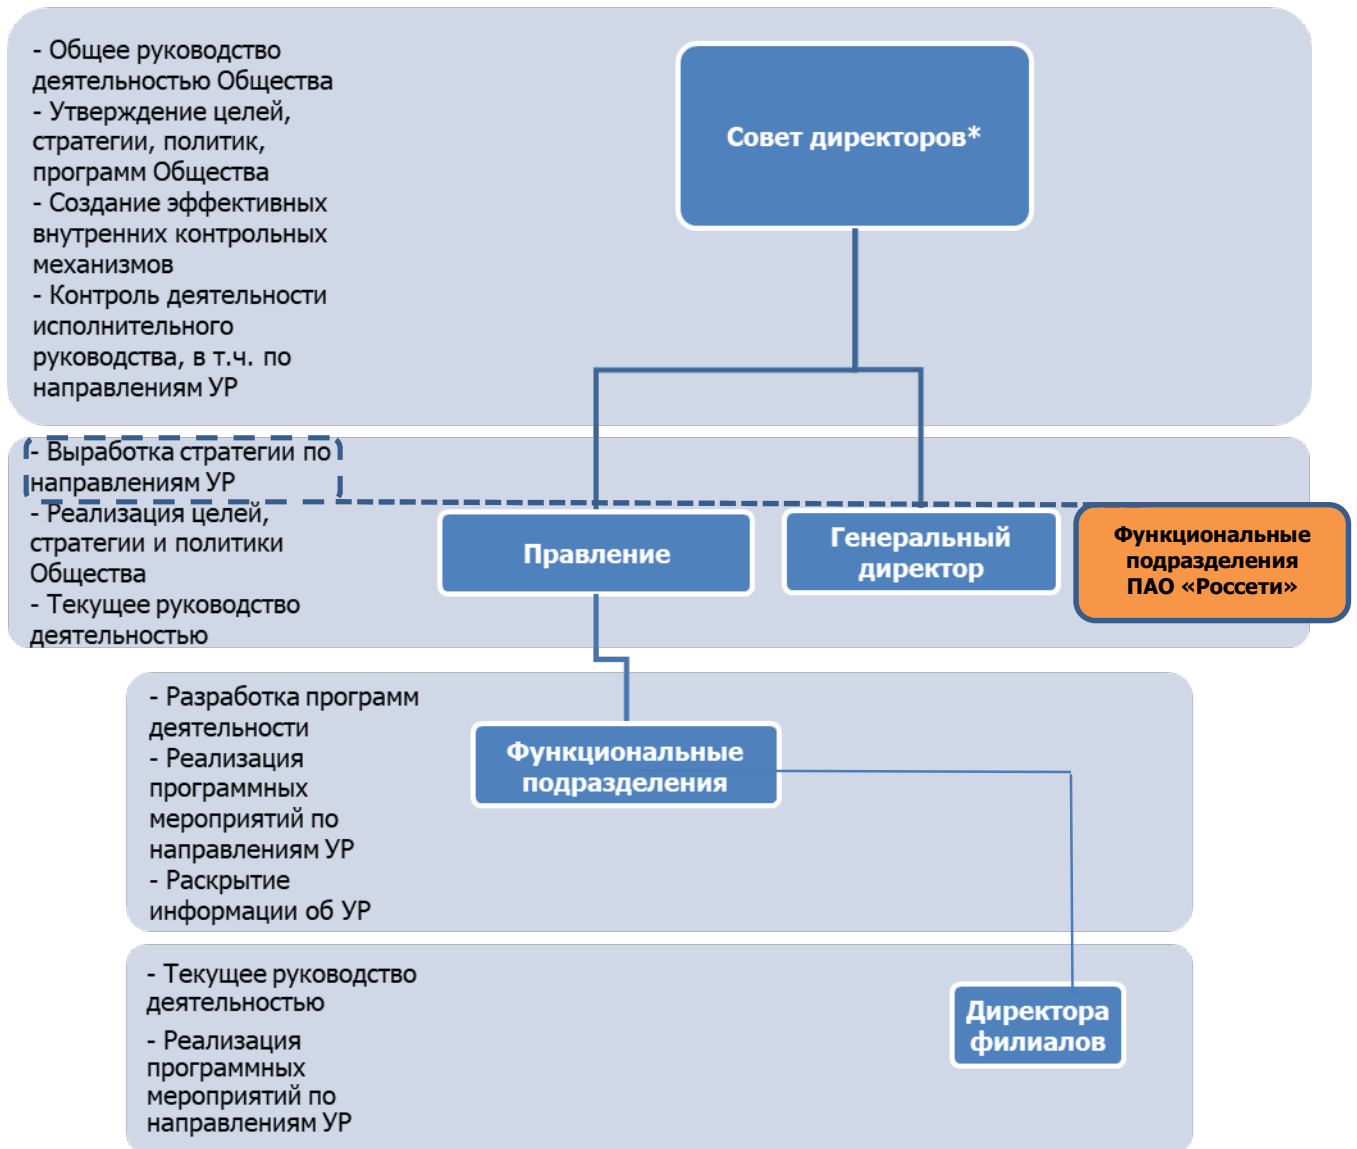 - Общее руководство
деятельностью Общества
- Утверждение целей,
стратегии, политик,
программ Общества
- Создание эффективных
внутренних контрольных
механизмов
- Контроль деятельности
исполнительного
руководства, в т.ч. по
направлениям УР
Совет директоров*
- Выработка стратегии по
направлениям УР
- Реализация целей,
стратегии и политики
Общества
- Текущее руководство
деятельностью
Правление
Генеральный
директор
Функциональные
подразделения
ПАО «Россети»
- Разработка программ
деятельности
- Реализация
программных
мероприятий по
направлениям УР
- Раскрытие
информации об УР
Функциональные
подразделения
- Текущее руководство
деятельностью
- Реализация
программных
мероприятий по
направлениям УР
Директора
филиалов